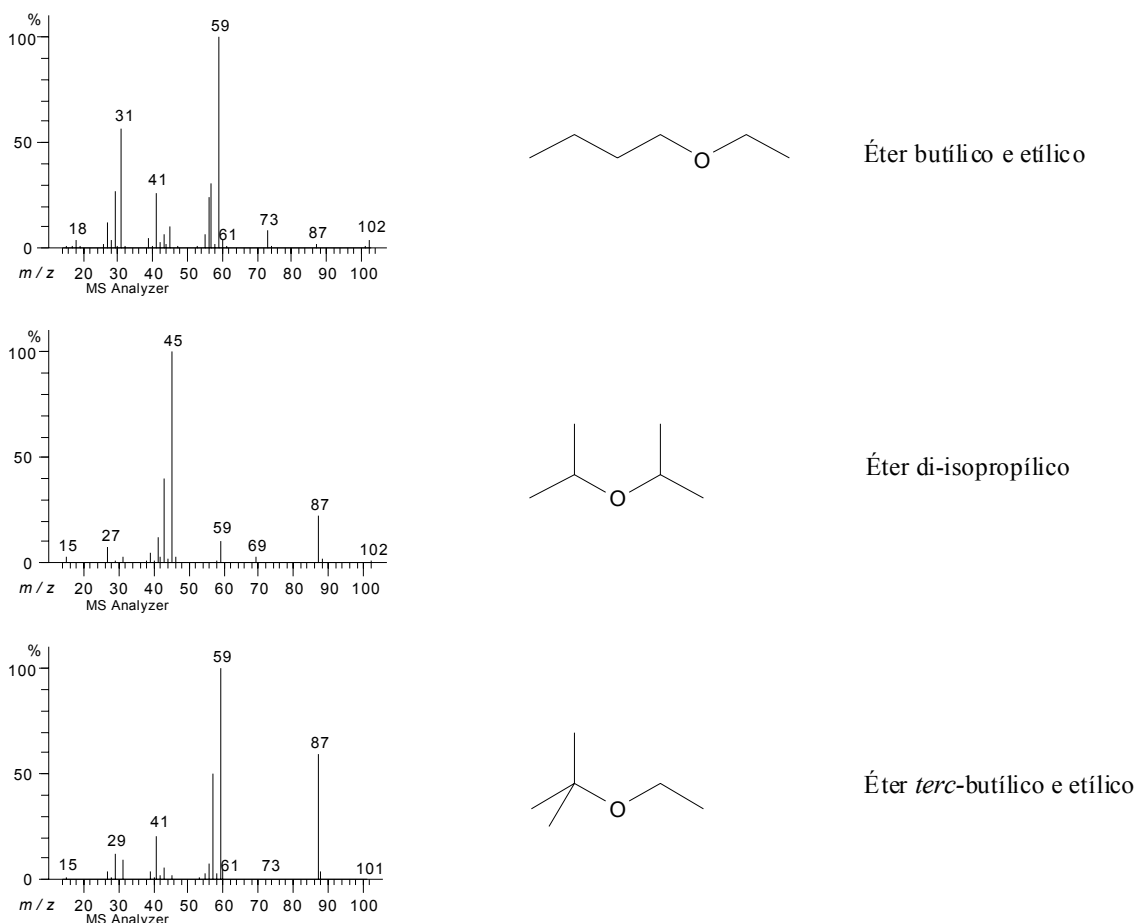 %
100
59
31
50
41
18
61
73
87
102
0
m / z 20 30 40 50 60 70 80 90 100
MS Analyzer
O
Éter butílico e etílico
%
100
45
50
15
27
59
69
87
102
0
m / z 20 30 40 50 60 70 80 90 100
MS Analyzer
O
Éter di-isopropílico
%
100
59
87
50
41
29
15
61
73
101
0
m / z 20 30 40 50 60 70 80 90 100
MS Analyzer
O
Éter terc-butílico e etílico